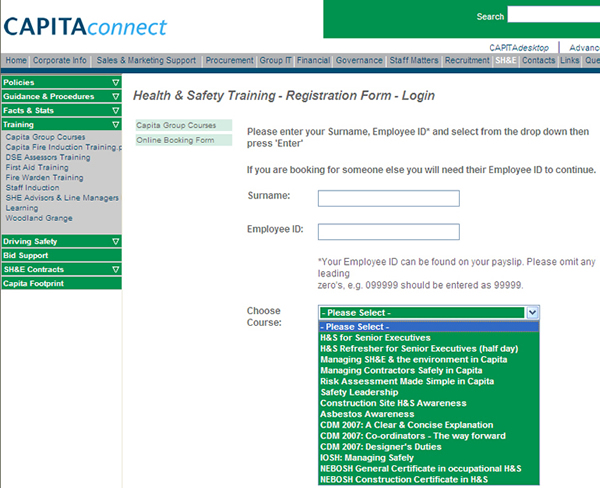 CAPITAconnect
Search
CAPITAdesktop Advanc
Home Corporate Info Sales & Marketing Support Procurement Group IT Financial Governance Staff Matters Recruitment SH&E Contacts Links Que
Policies
Guidance & Procedures
Facts & Stats
Training
Capita Group Courses
Capita Fire Induction Training.p
DSE Assessors Training
First Aid Training
Fire Warden Training
Staff Induction
SHE Advisors & Line Managers
Learning
Woodland Grange
Driving Safety
Bid Support
SH&E Contracts
Capita Footprint
Health & Safety Training - Registration Form - Login
Capita Group Courses
Online Booking Form
Please enter your Surname, Employee ID* and select from the drop down then
press 'Enter'
If you are booking for someone else you will need their Employee ID to continue.
Surname:
Employee ID:
*Your Employee ID can be found on your payslip. Please omit any
leading
zero's, e.g. 099999 should be entered as 99999.
Choose
Course:
- Please Select -
- Please Select -
H&S for Senior Executives
H&S Refresher for Senior Executives (half day)
Managing SH&E & the environment in Capita
Managing Contractors Safely in Capita
Risk Assessment Made Simple in Capita
Safety Leadership
Construction Site H&S Awareness
Asbestos Awareness
CDM 2007: A Clear & Concise Explanation
CDM 2007: Co-ordinators - The way forward
CDM 2007: Designer's Duties
IOSH: Managing Safely
NEBOSH General Certificate in occupational H&S
NEBOSH Construction Certificate in H&S